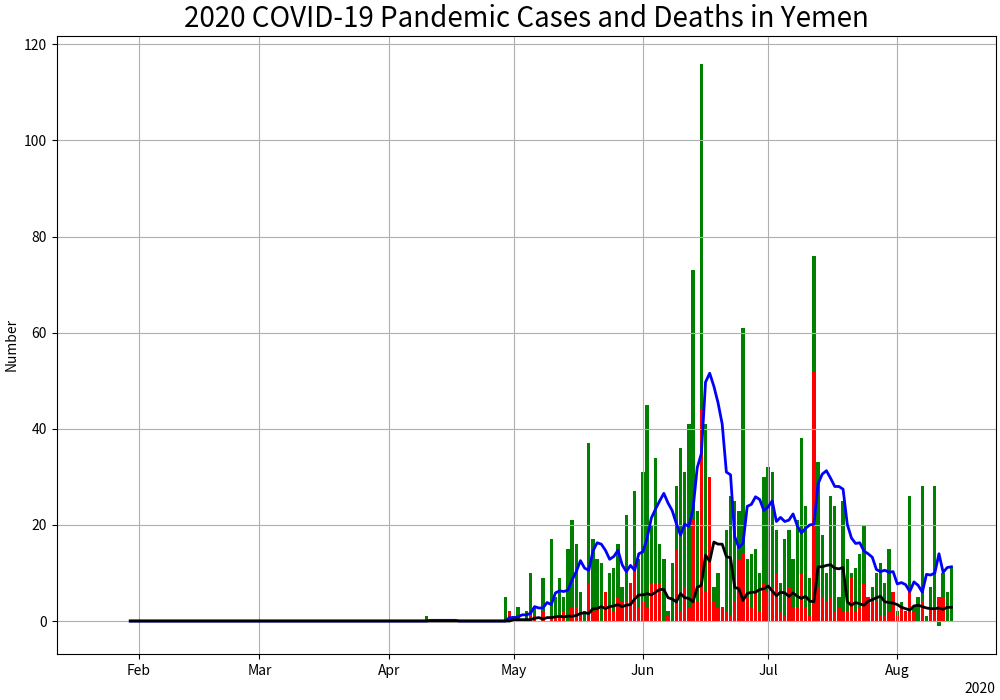 2020 COVID-19 Pandemic Cases and Deaths in Yemen
120
100
80
60
40
20
0
Number
Feb
Mar
Apr
May
Jun
Jul
Aug
2020